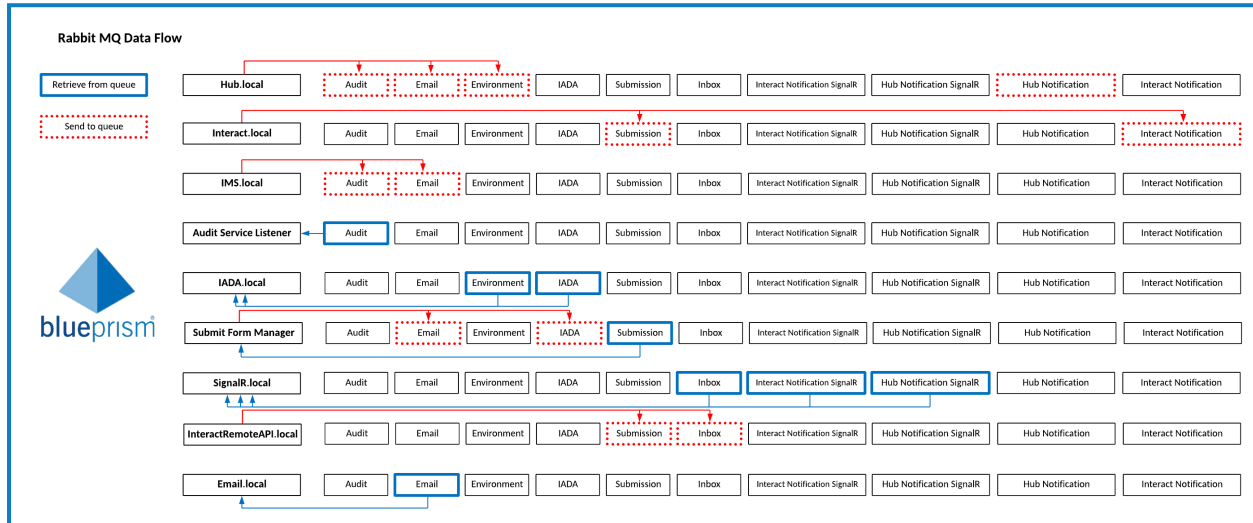 Rabbit MQ Data Flow
Retrieve from queue
Send to queue
Hub.local Audit Email Environment IADA Submission Inbox Interact Notification SignalR Hub Notification SignalR Hub Notification Interact Notification
Interact.local Audit Email Environment IADA Submission Inbox Interact Notification SignalR Hub Notification SignalR Hub Notification Interact Notification
IMS.local Audit Email Environment IADA Submission Inbox Interact Notification SignalR Hub Notification SignalR Hub Notification Interact Notification
Audit Service Listener Audit Email Environment IADA Submission Inbox Interact Notification SignalR Hub Notification SignalR Hub Notification Interact Notification
IADA.local Audit Email Environment IADA Submission Inbox Interact Notification SignalR Hub Notification SignalR Hub Notification Interact Notification
blueprism®
Submit Form Manager Audit Email Environment IADA Submission Inbox Interact Notification SignalR Hub Notification SignalR Hub Notification Interact Notification
SignalR.local Audit Email Environment IADA Submission Inbox Interact Notification SignalR Hub Notification SignalR Hub Notification Interact Notification
InteractRemoteAPI.local Audit Email Environment IADA Submission Inbox Interact Notification SignalR Hub Notification SignalR Hub Notification Interact Notification
Email.local Audit Email Environment IADA Submission Inbox Interact Notification SignalR Hub Notification SignalR Hub Notification Interact Notification